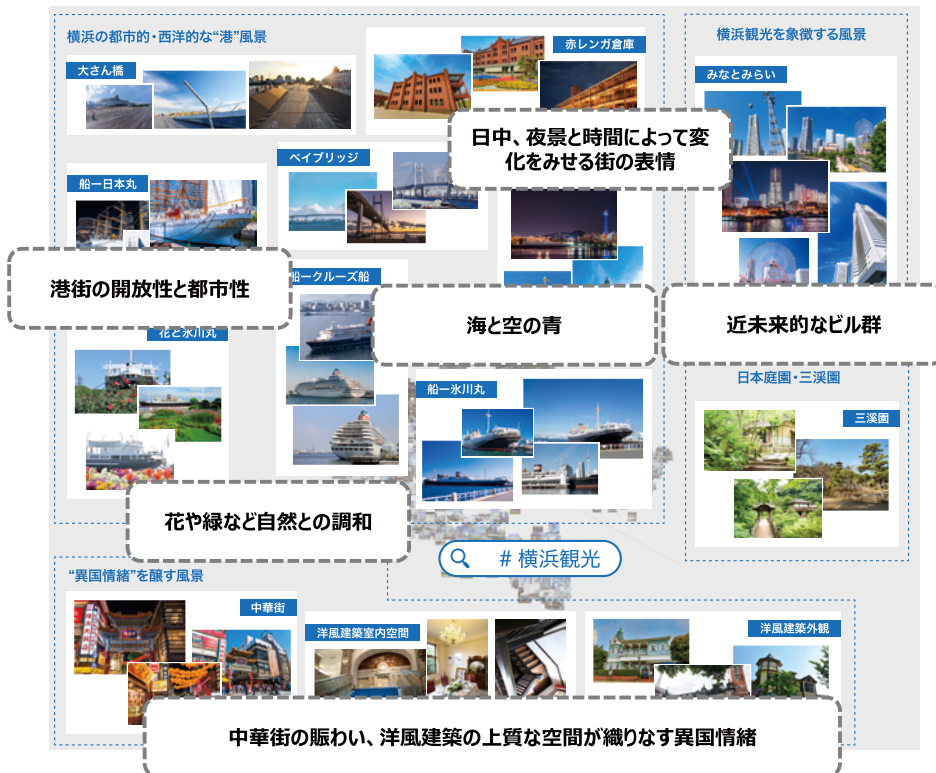 横浜の都市的・西洋的な“港”風景
大さん橋
赤レンガ倉庫
日中、夜景と時間によって変
化をみせる街の表情
ベイブリッジ
船ー日本丸
港街の開放性と都市性
船ークルーズ船
海と空の青
花と氷川丸
船ー氷川丸
花や緑など自然との調和
横浜観光を象徴する風景
みなとみらい
近未来的なビル群
日本庭園・三溪園
三溪園
# 横浜観光
“異国情緒”を醸す風景
中華街
洋風建築室内空間
洋風建築外観
中華街の賑わい、洋風建築の上質な空間が織りなす異国情緒